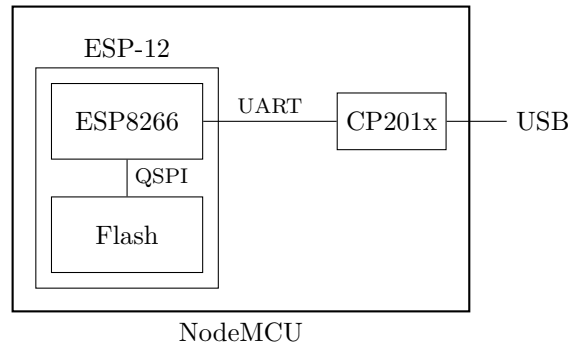 ESP-12
ESP8266
UART
CP201x
USB
QSPI
Flash
NodeMCU